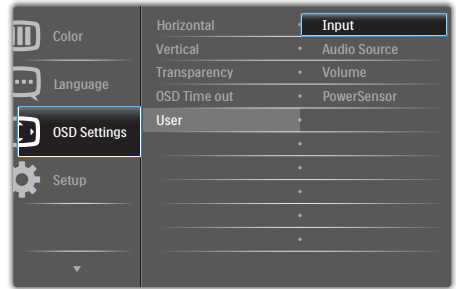 Color
Language
OSD Settings
Setup
Horizontal
Vertical
Transparency
OSD Time out
User
Input
Audio Source
Volume
PowerSensor